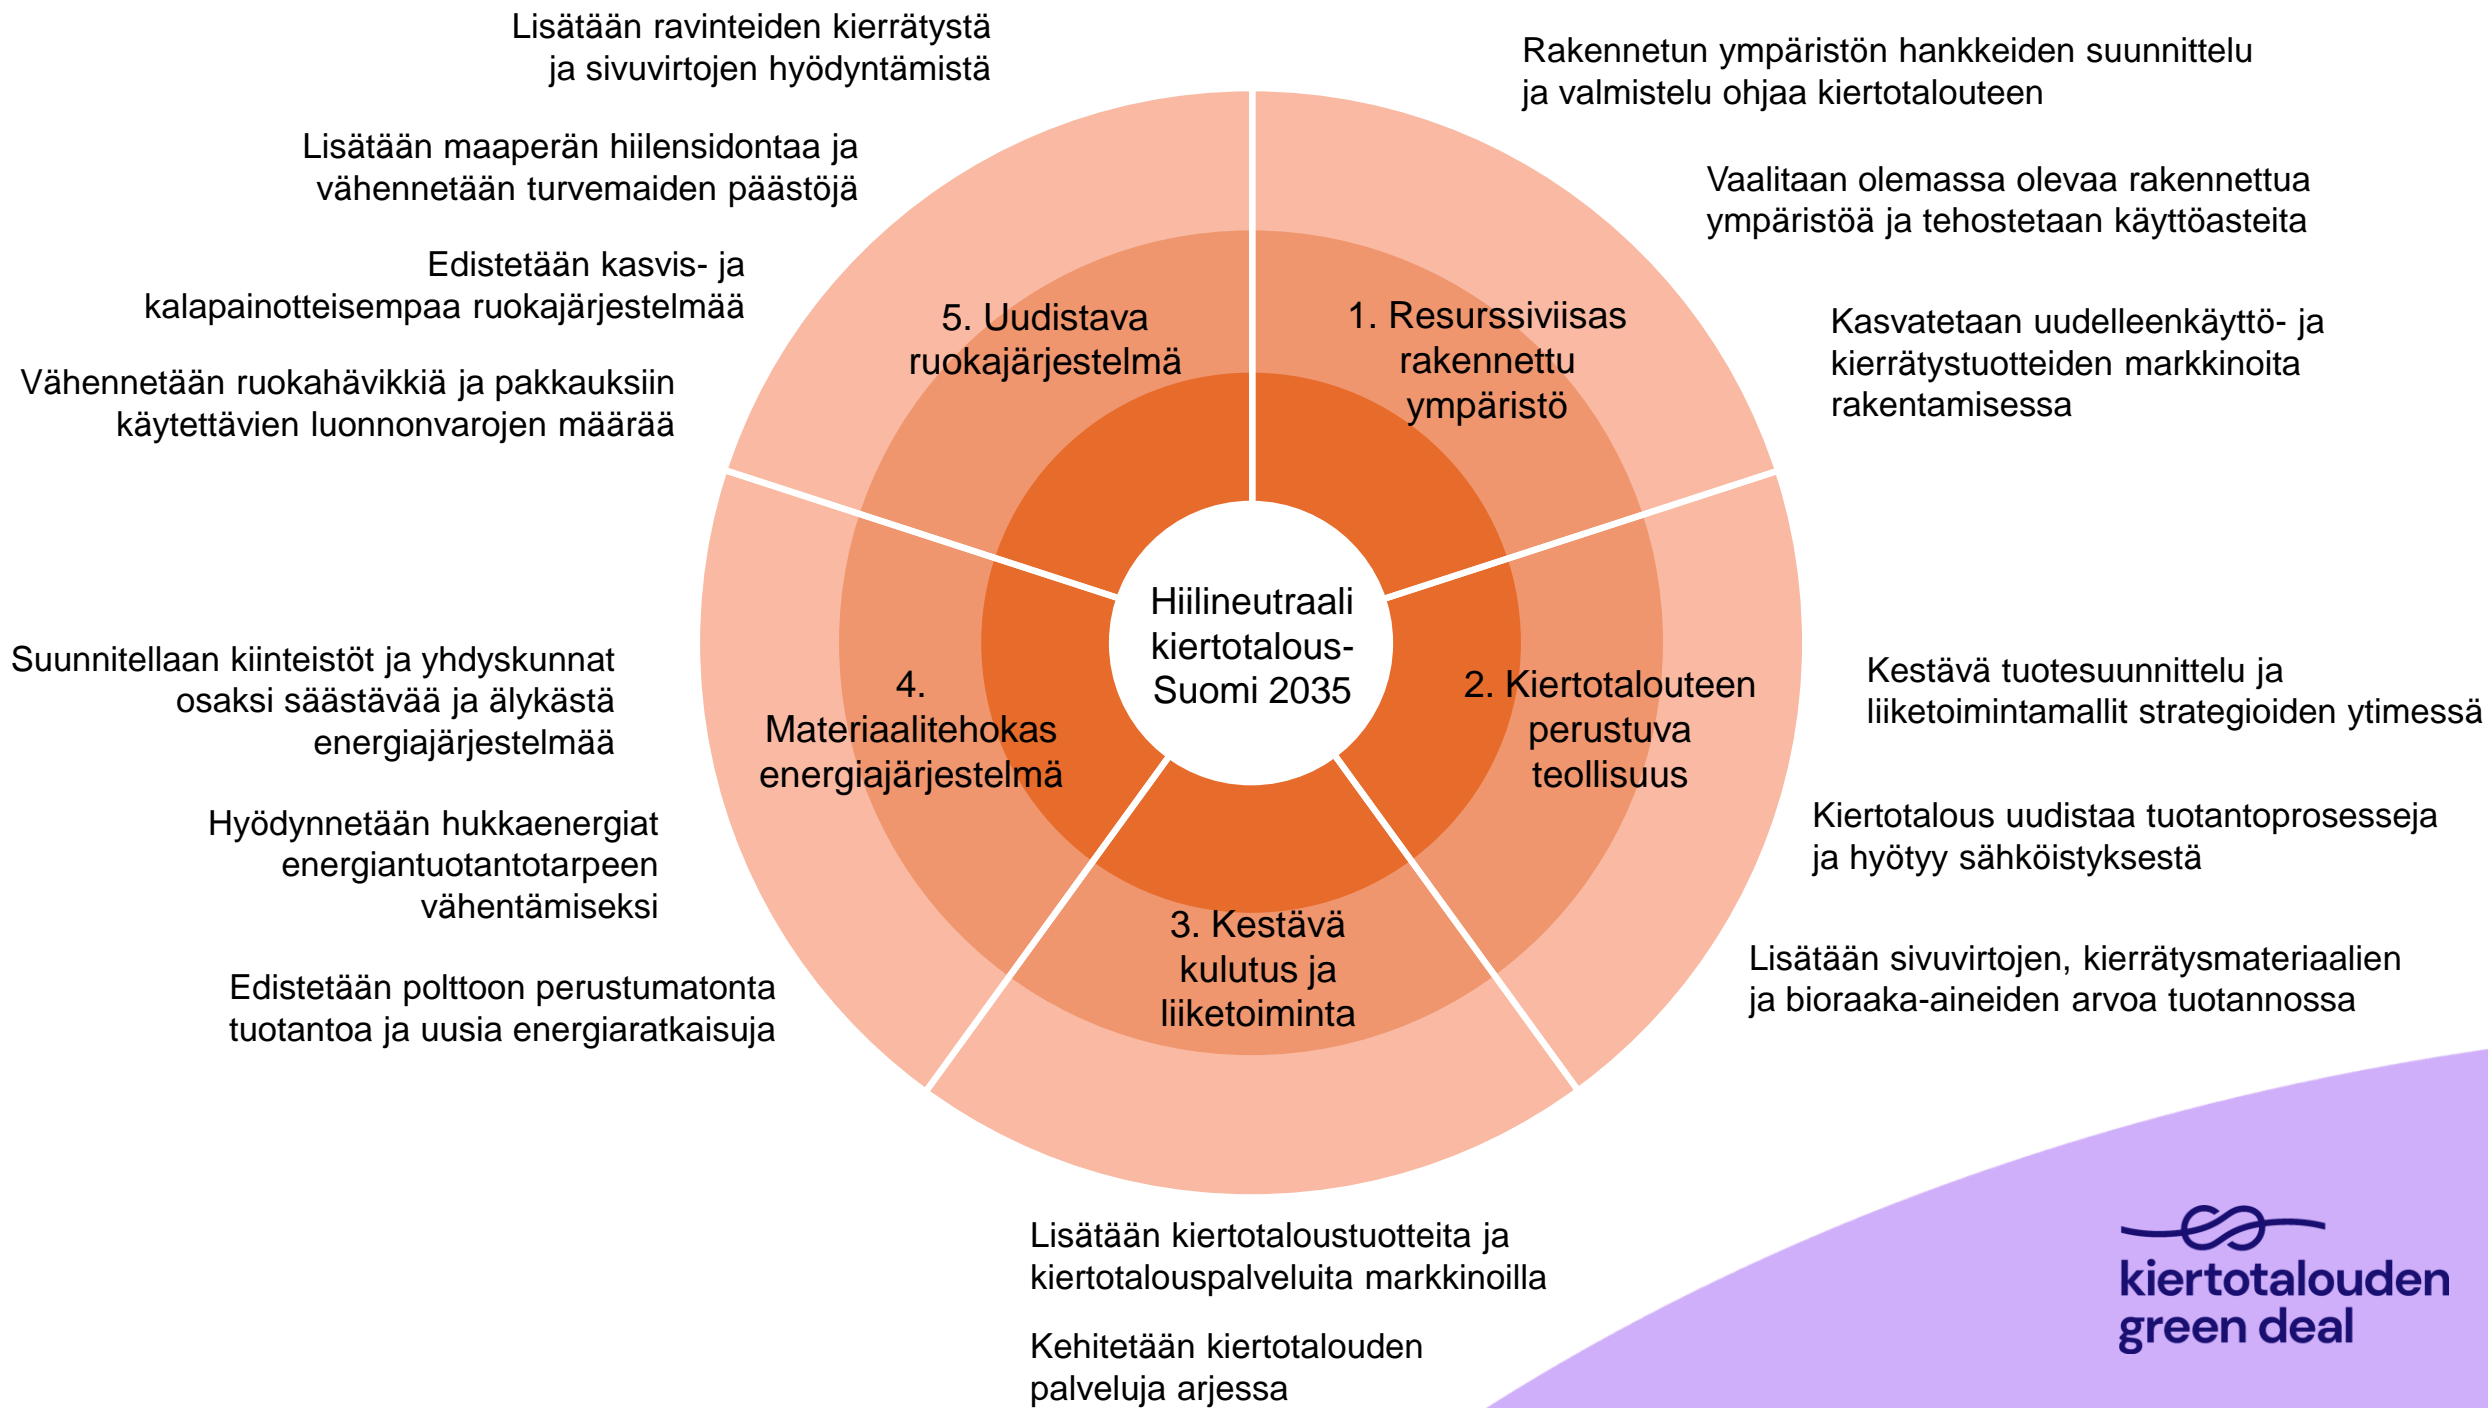 Hiilineutraali
kiertotalous-
Suomi 2035
1. Resurssiviisas
rakennettu
ympäristö
Rakennetun ympäristön hankkeiden suunnittelu
ja valmistelu ohjaa kiertotalouteen
Vaalitaan olemassa olevaa rakennettua
ympäristöä ja tehostetaan käyttöasteita
Kasvatetaan uudelleenkäyttö- ja
kierrätystuotteiden markkinoita
rakentamisessa
2. Kiertotalouteen
perustuva
teollisuus
Kestävä tuotesuunnittelu ja
liiketoimintamallit strategioiden ytimessä
Kiertotalous uudistaa tuotantoprosesseja
ja hyötyy sähköistyksestä
Lisätään sivuvirtojen, kierrätysmateriaalien
ja bioraaka-aineiden arvoa tuotannossa
3. Kestävä
kulutus ja
liiketoiminta
Lisätään kiertotaloustuotteita ja
kiertotalouspalveluita markkinoilla
Kehitetään kiertotalouden
palveluja arjessa
4.
Materiaalitehokas
energiajärjestelmä
Suunnitellaan kiinteistöt ja yhdyskunnat
osaksi säästävää ja älykästä
energiajärjestelmää
Hyödynnetään hukkaenergiat
energiantuotantotarpeen
vähentämiseksi
Edistetään polttoon perustumatonta
tuotantoa ja uusia energiaratkaisuja
5. Uudistava
ruokajärjestelmä
Lisätään ravinteiden kierrätystä
ja sivuvirtojen hyödyntämistä
Lisätään maaperän hiilensidontaa ja
vähennetään turvemaiden päästöjä
Edistetään kasvis- ja
kalapainotteisempaa ruokajärjestelmää
Vähennetään ruokahävikkiä ja pakkauksiin
käytettävien luonnonvarojen määrää
kiertotalouden
green deal